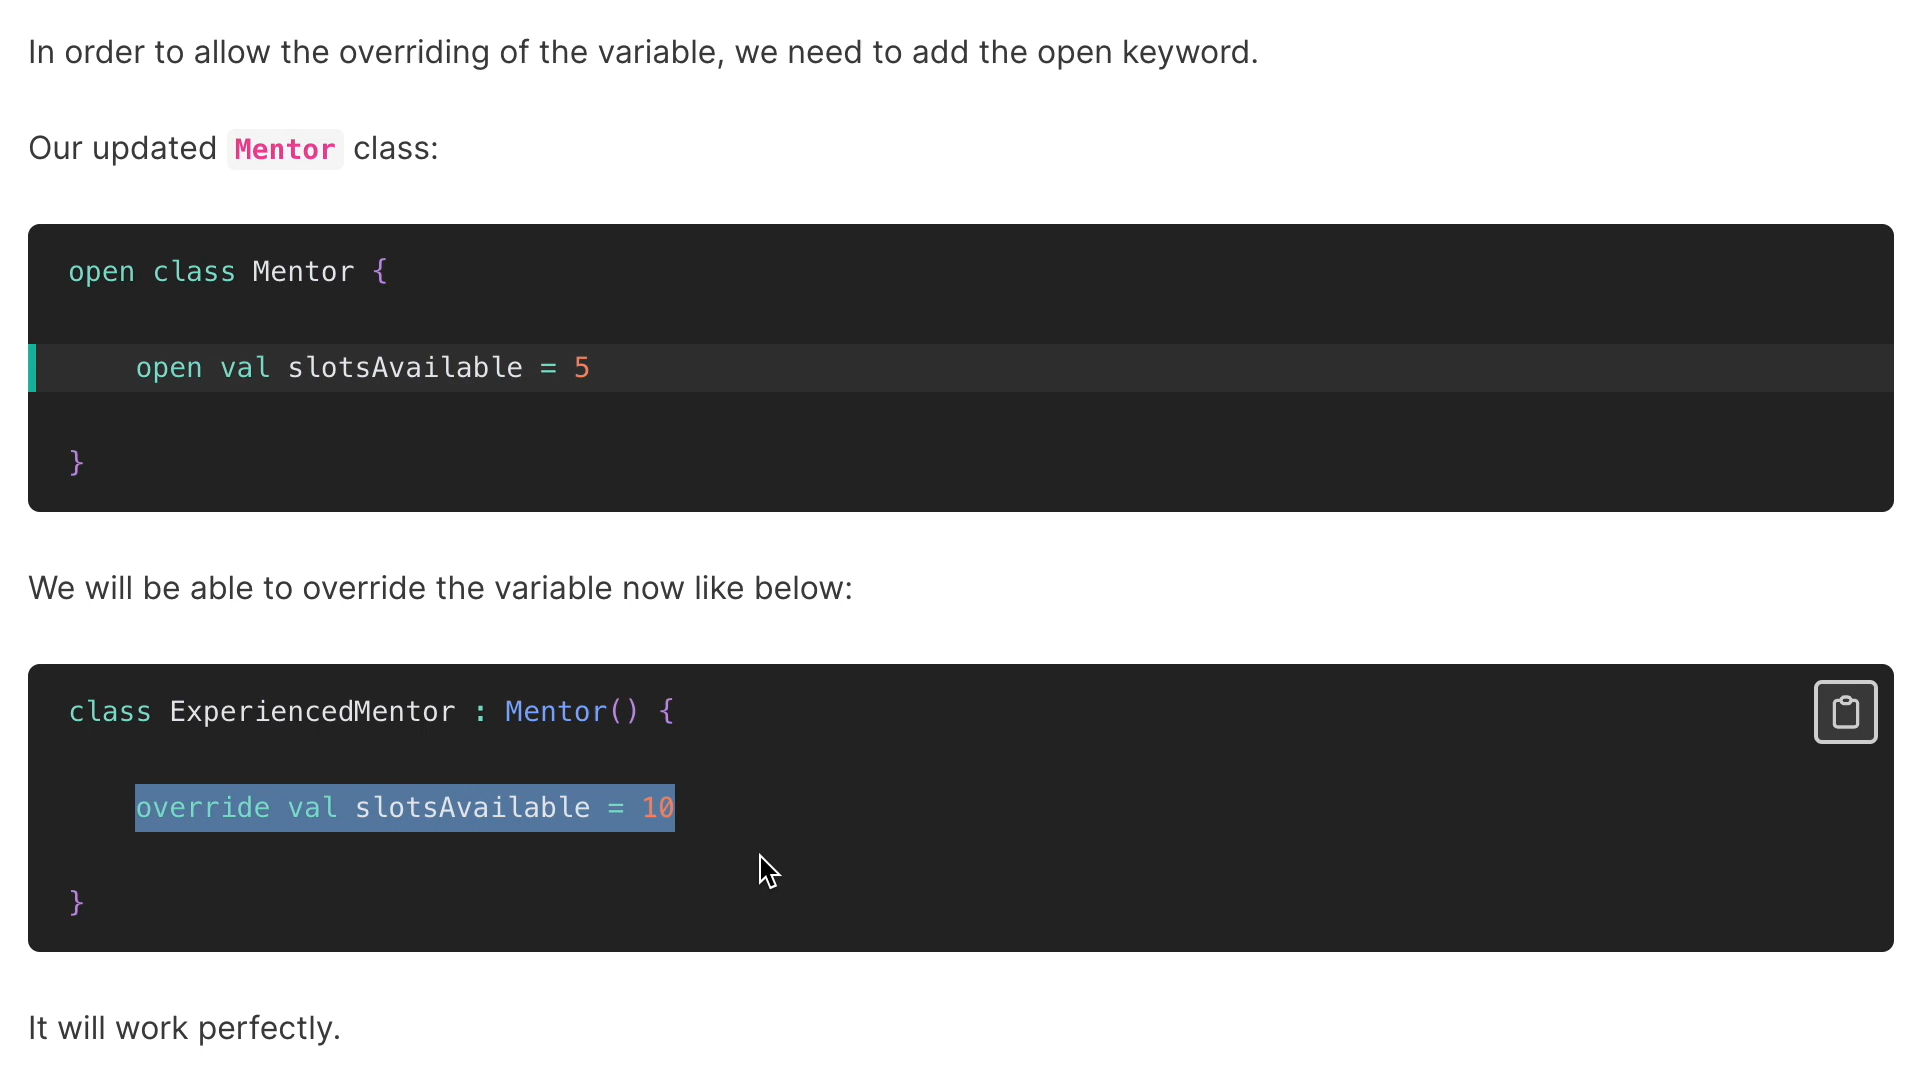 In order to allow the overriding of the variable, we need to add the open keyword.
Our updated Mentor class:
open class Mentor {
open val slotsAvailable = 5
}
We will be able to override the variable now like below:
class ExperiencedMentor : Mentor() {
override val slotsAvailable = 10
}
It will work perfectly.